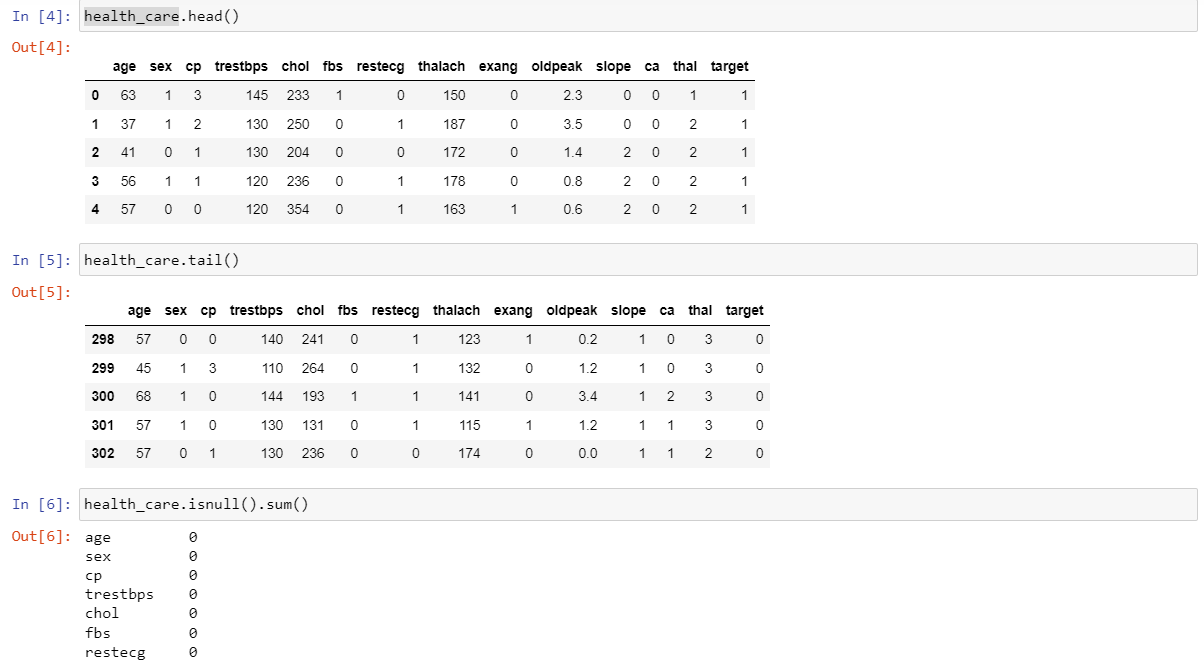 In [4]: health_care.head()
Out[4]:
age sex cp trestbps chol fbs restecg thalach exang oldpeak slope ca thal target
0 63 1 3 145 233 1 0 150 0 2.3 0 0 1 1
1 37 1 2 130 250 0 1 187 0 3.5 0 0 2 1
2 41 0 1 130 204 0 0 172 0 1.4 2 0 2 1
3 56 1 1 120 236 0 1 178 0 0.8 2 0 2 1
4 57 0 0 120 354 0 1 163 1 0.6 2 0 2 1
In [5]: health_care.tail()
Out[5]:
age sex cp trestbps chol fbs restecg thalach exang oldpeak slope ca thal target
298 57 0 0 140 241 0 1 123 1 0.2 1 0 3 0
299 45 1 3 110 264 0 1 132 0 1.2 1 0 3 0
300 68 1 0 144 193 1 1 141 0 3.4 1 2 3 0
301 57 1 0 130 131 0 1 115 1 1.2 1 1 3 0
302 57 0 1 130 236 0 0 174 0 0.0 1 1 2 0
In [6]: health_care.isnull().sum()
Out[6]: age 0
sex 0
cp 0
trestbps 0
chol 0
fbs 0
restecg 0